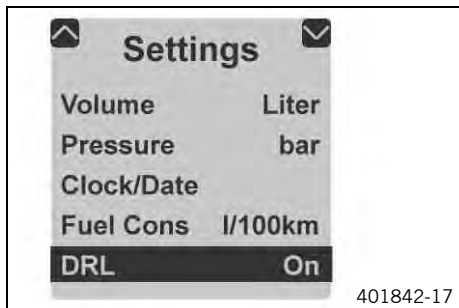 Settings
Volume Liter
Pressure bar
Clock/Date
Fuel Cons l/100km
DRL On
401842-17